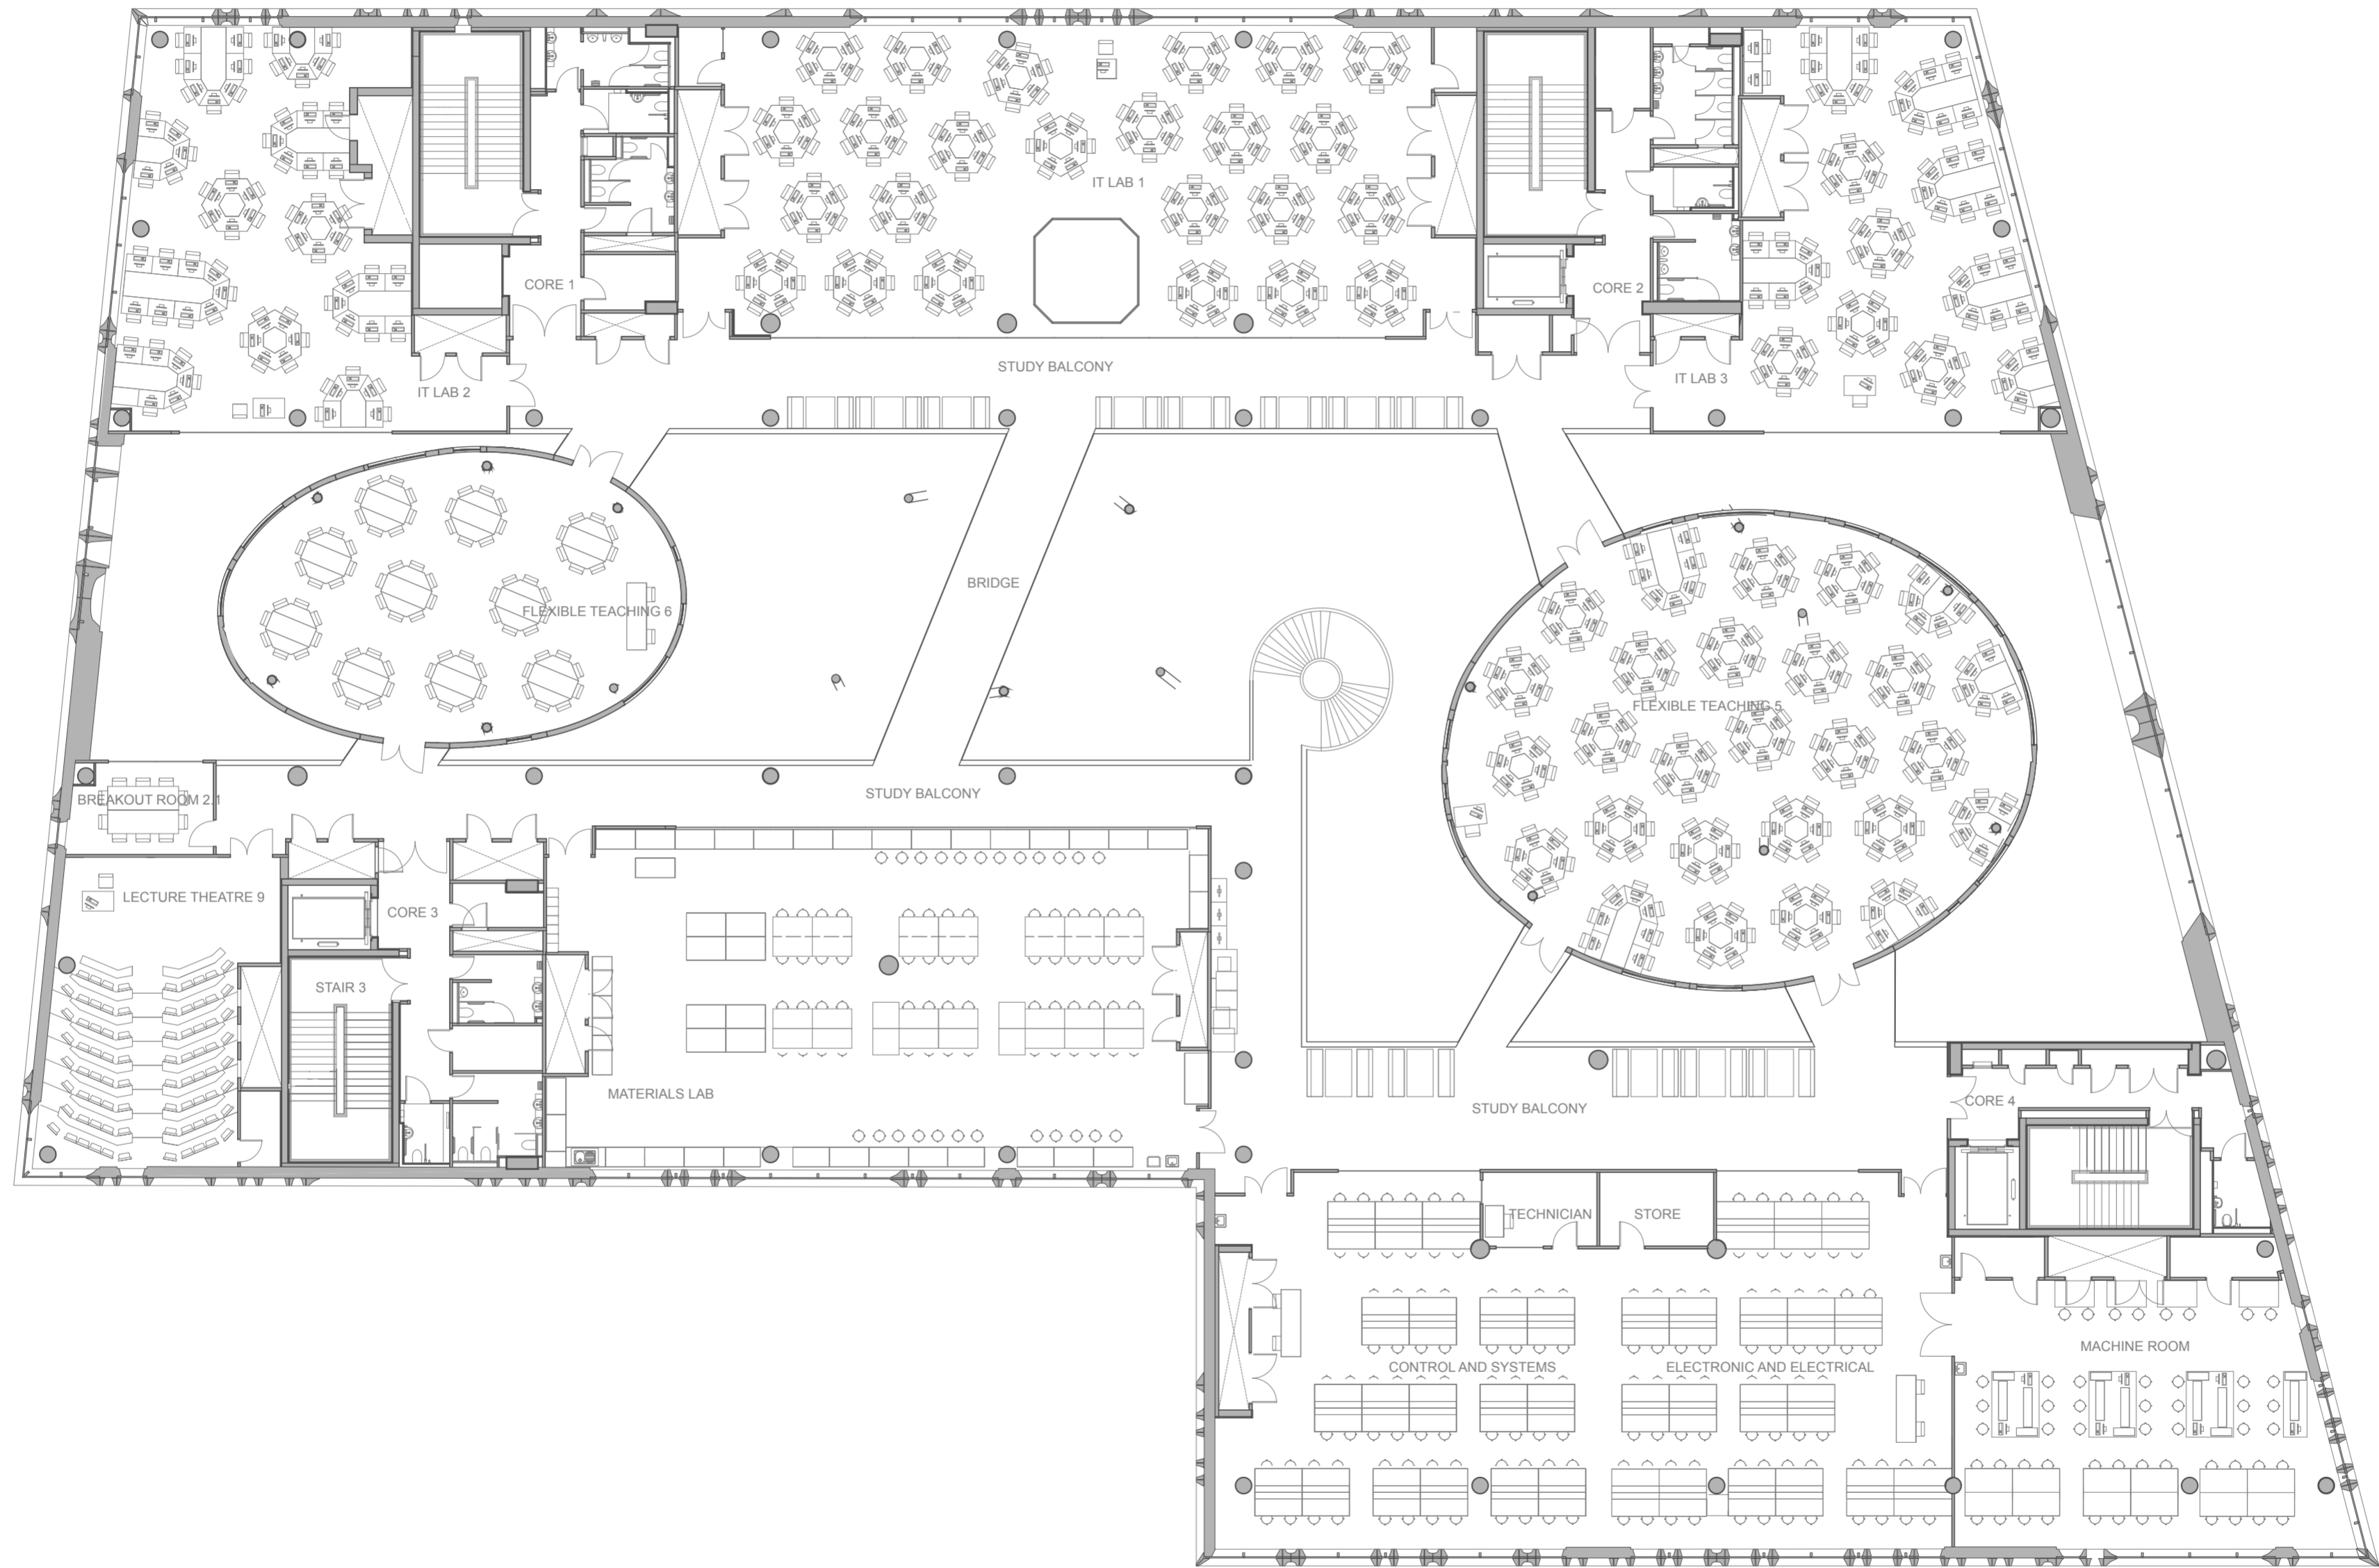 IT LAB 1
CORE 1
CORE 2
STUDY BALCONY
IT LAB 2
IT LAB 3
BRIDGE
FLEXIBLE TEACHING 6
FLEXIBLE TEACHING 5
STUDY BALCONY
BREAKOUT ROOM 2.1
LECTURE THEATRE 9
CORE 3
STAIR 3
MATERIALS LAB
STUDY BALCONY
CORE 4
TECHNICIAN
STORE
MACHINE ROOM
CONTROL AND SYSTEMS
ELECTRONIC AND ELECTRICAL